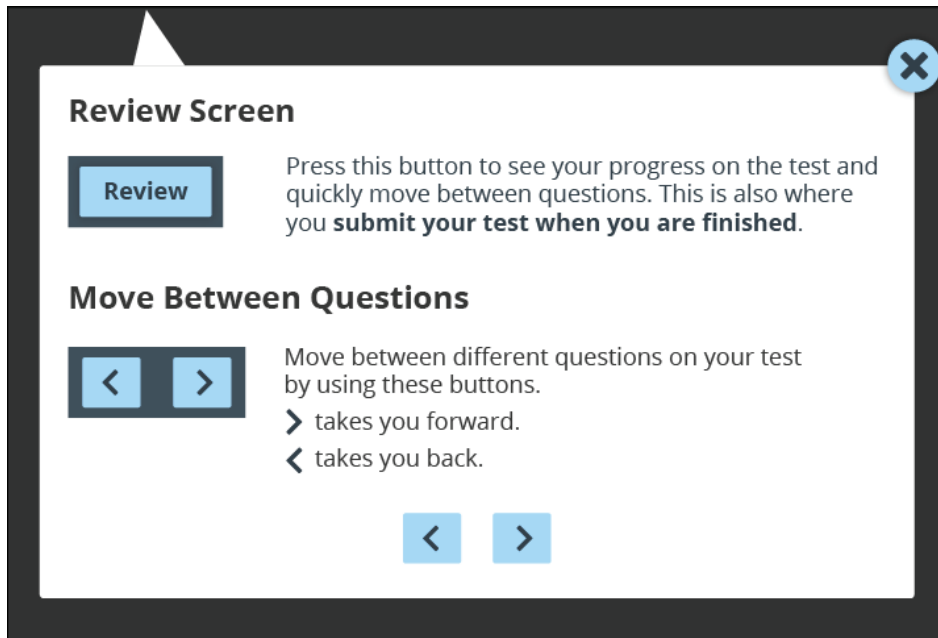 Review Screen
Review
Press this button to see your progress on the test and
quickly move between questions. This is also where
you submit your test when you are finished.
Move Between Questions
Move between different questions on your test
by using these buttons.
> takes you forward.
< takes you back.